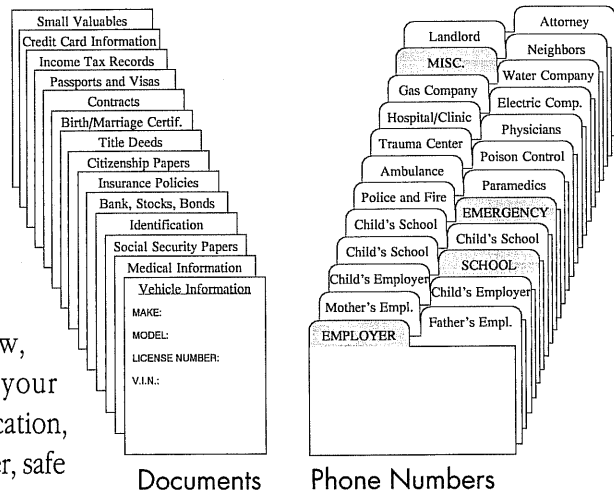 Small Valuables
Credit Card Information
Income Tax Records
Passports and Visas
Contracts
Birth/Marriage Certif.
Title Deeds
Citizenship Papers
Insurance Policies
Bank, Stocks, Bonds
Identification
Social Security Papers
Medical Information
Vehicle Information
MAKE:
MODEL:
LICENSE NUMBER:
V.I.N.:
w,
your
cation,
er, safe
Documents
Attorney
Landlord
Neighbors
MISC.
Water Company
Gas Company
Electric Comp.
Hospital/Clinic
Physicians
Trauma Center
Poison Control
Ambulance
Paramedics
Police and Fire
EMERGENCY
Child's School
Child's School
Child's School
SCHOOL
Child's Employer
Child's Employer
Mother's Empl.
Father's Empl.
EMPLOYER
Phone Numbers